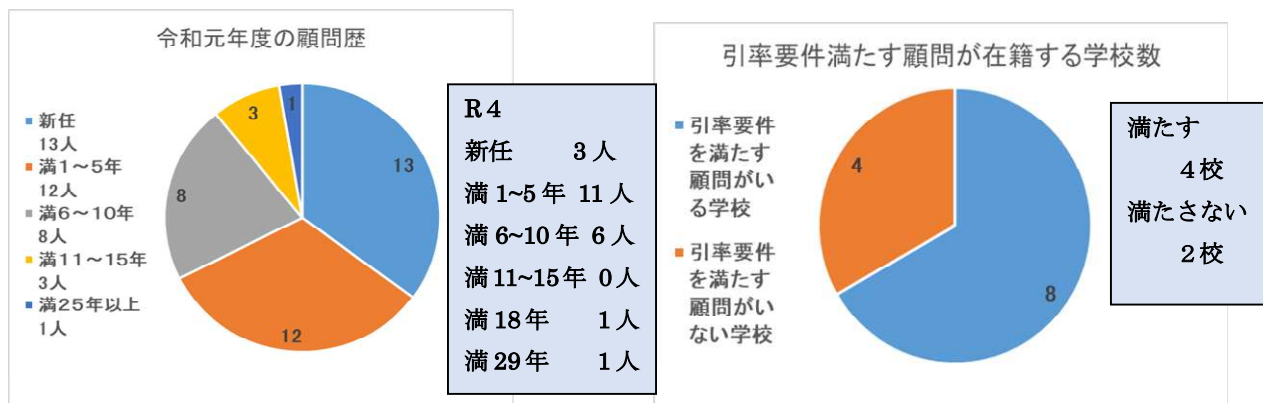 令和元年度の顧問歴
新任
13人
満1～5年
12人
満6～10年
8人
満11～15年
3人
満25年以上
1人
13
12
8
3
1
R4
新任 3人
満1~5年 11人
満6~10年 6人
満11~15年 0人
満18年 1人
満29年 1人
引率要件満たす顧問が在籍する学校数
引率要件
を満たす
顧問がい
る学校
引率要件
を満たす
顧問がい
ない学校
4
8
満たす
4校
満たさない
2校